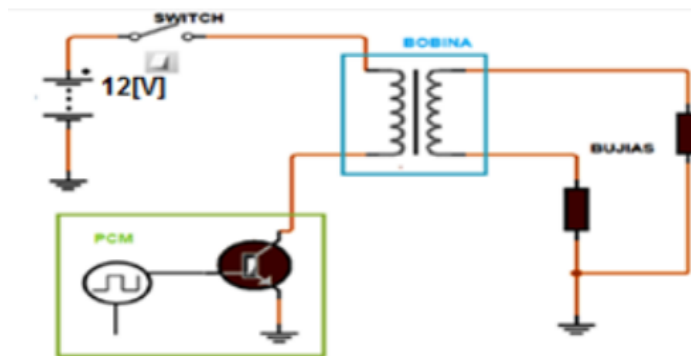 SWITCH
BOBINA
12[V]
BUJIAS
PCM